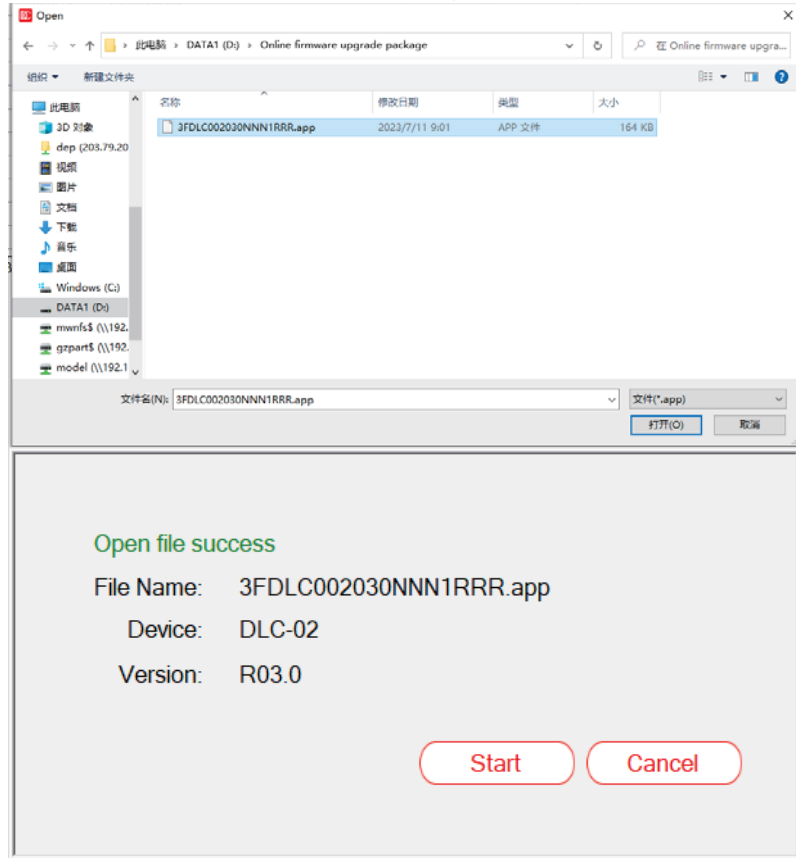 Open
此电脑 › DATA1 (D:) › Online firmware upgrade package
在 Online firmware upgra...
组织
新建文件夹
名称 修改日期 类型 大小
3FDLC002030NNN1RRR.app 2023/7/11 9:01 APP 文件 164 KB
此电脑
3D 对象
dep (203.79.20
视频
图片
文档
下载
音乐
桌面
Windows (C:)
DATA1 (D:)
mwnfs$ (\\192.
gzpart$ (\\192.
model (\\192.1
文件名(N): 3FDLC002030NNN1RRR.app 文件(*.app)
打开(O) 取消
Open file success
File Name: 3FDLC002030NNN1RRR.app
Device: DLC-02
Version: R03.0
Start Cancel